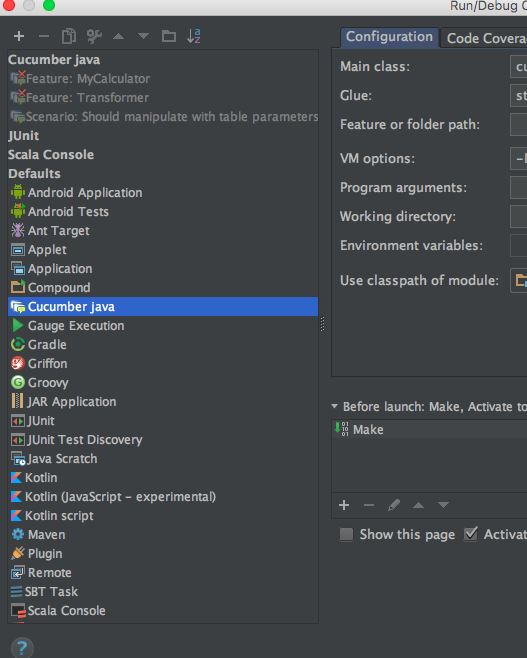 Run/Debug
Configuration
Code Covera
Cucumber java
Feature: MyCalculator
Feature: Transformer
Scenario: Should manipulate with table parameters
JUnit
Scala Console
Defaults
Android Application
Android Tests
Ant Target
Applet
Application
Compound
Cucumber java
Gauge Execution
Gradle
Griffon
Groovy
JAR Application
JUnit
JUnit Test Discovery
Java Scratch
Kotlin
Kotlin (JavaScript – experimental)
Kotlin script
Maven
Plugin
Remote
SBT Task
Scala Console
Main class: cu
Glue: st
Feature or folder path:
VM options:
Program arguments:
Working directory:
Environment variables:
Use classpath of module:
Before launch: Make, Activate to
Make
Show this page
Activat